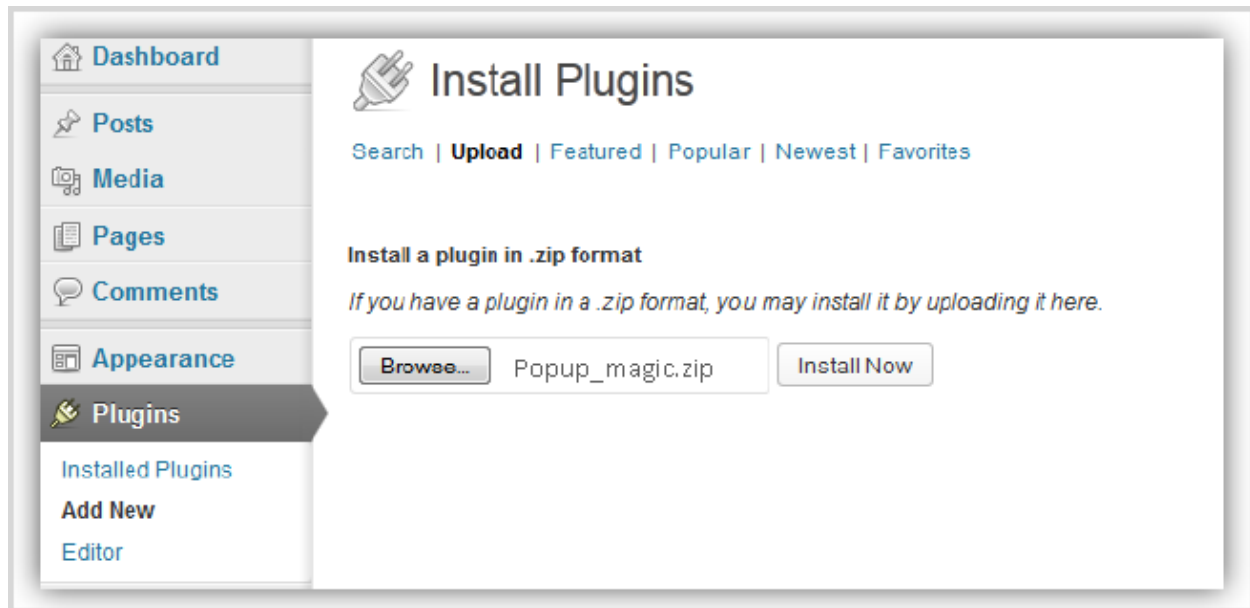 Dashboard
Posts
Media
Pages
Comments
Appearance
Plugins
Installed Plugins
Add New
Editor
Install Plugins
Search | Upload | Featured | Popular | Newest | Favorites
Install a plugin in .zip format
If you have a plugin in a .zip format, you may install it by uploading it here.
Browse... Popup_magic.zip Install Now